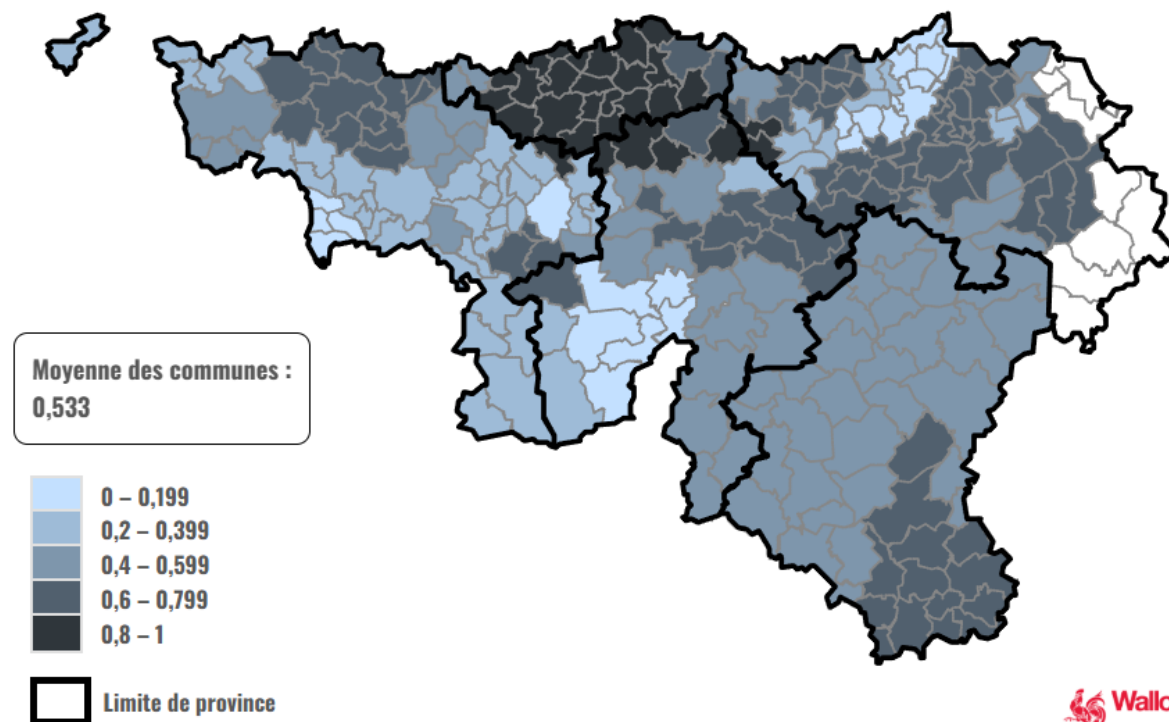 Moyenne des communes :
0,533
0 – 0,199
0,2 – 0,399
0,4 – 0,599
0,6 – 0,799
0,8 – 1
Limite de province